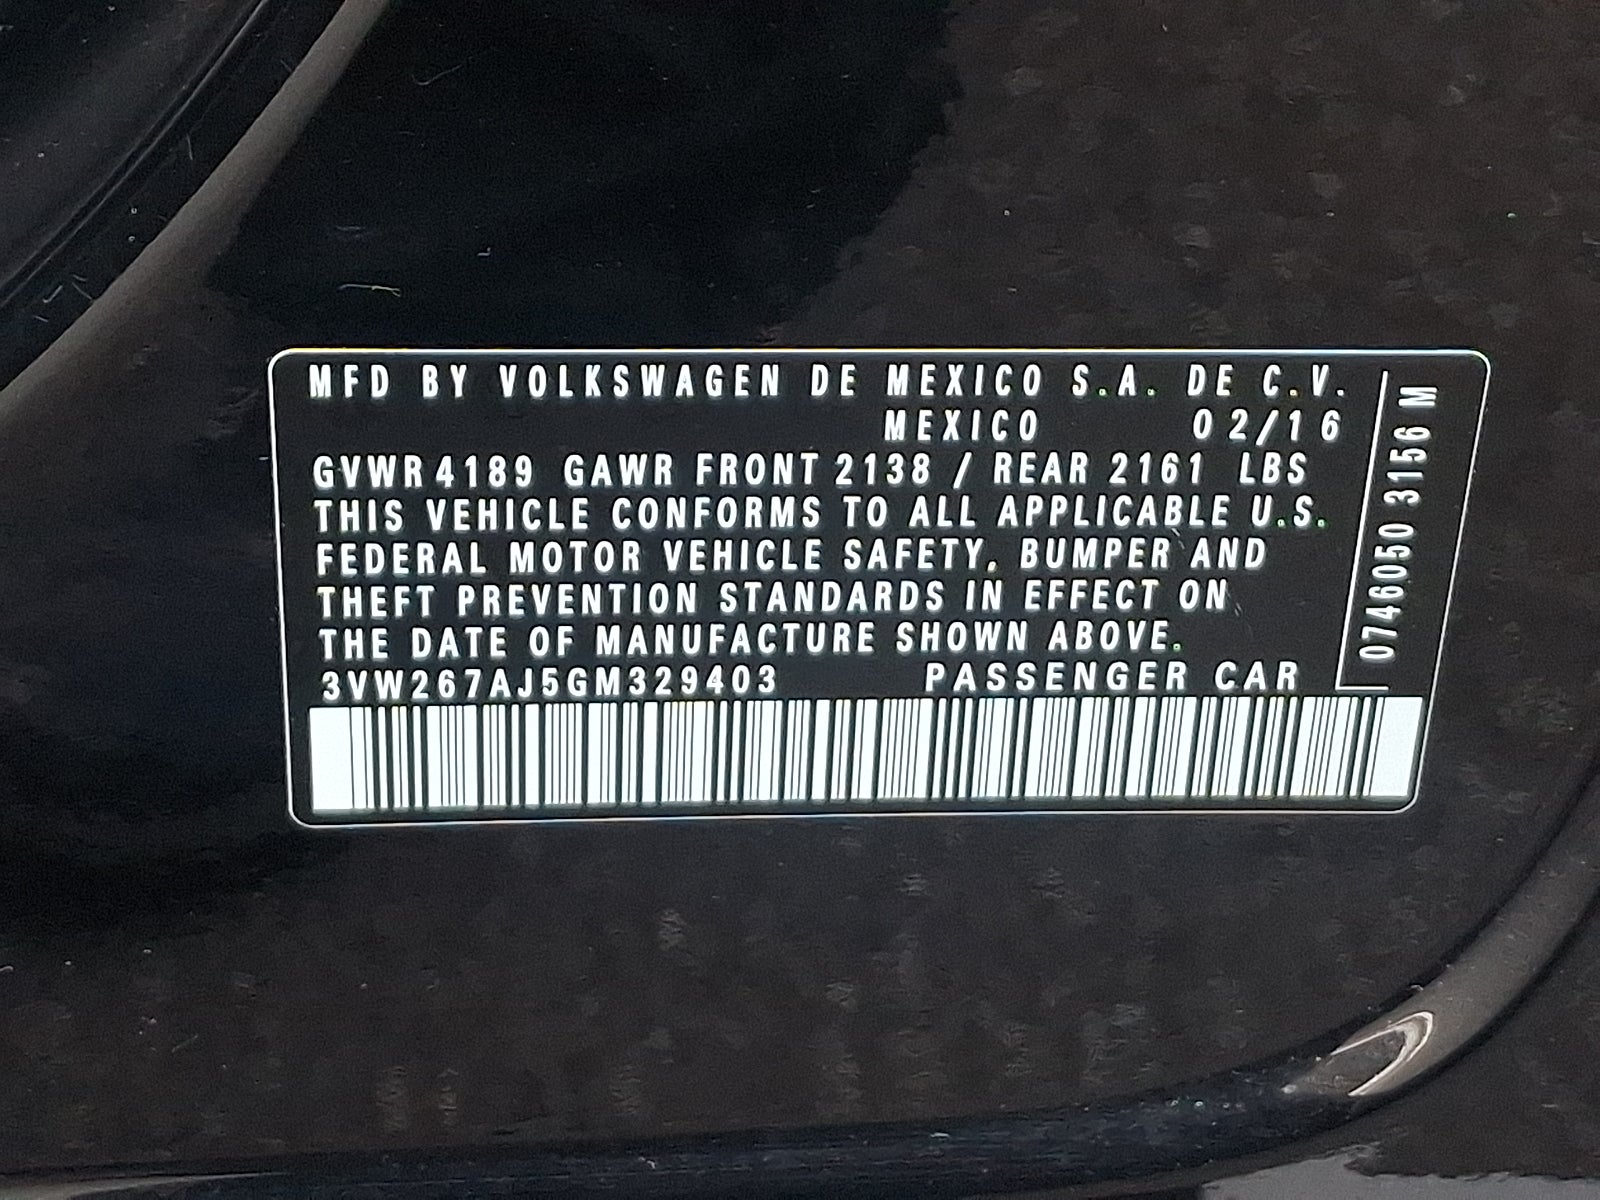 MFD BY VOLKSWAGEN DE MEXICO S.A. DE C.V.
MEXICO 02/16
GVWR 4189 GAWR FRONT 2138 / REAR 2161 LBS
THIS VEHICLE CONFORMS TO ALL APPLICABLE U.S.
FEDERAL MOTOR VEHICLE SAFETY, BUMPER AND
THEFT PREVENTION STANDARDS IN EFFECT ON
THE DATE OF MANUFACTURE SHOWN ABOVE.
3VW267AJ5GM329403 PASSENGER CAR
0746050 3156 M